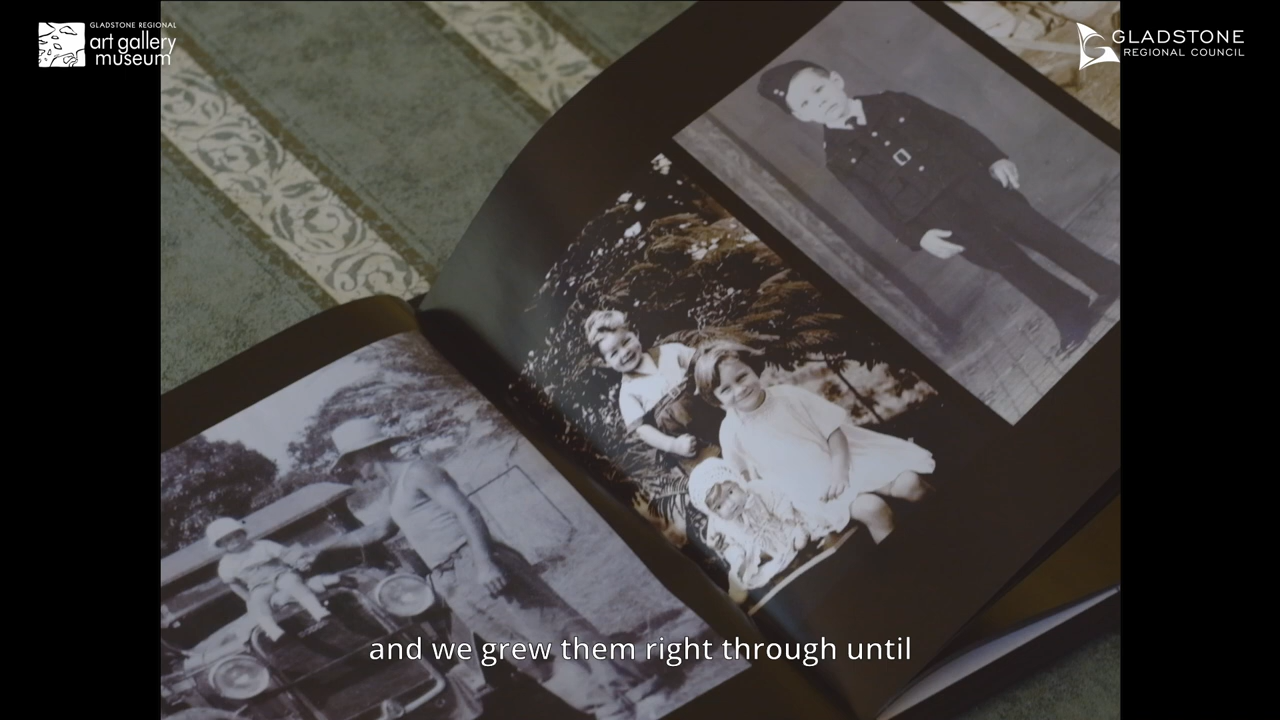 GLADSTONE REGIONAL
art gallery
museum
GLADSTONE
REGIONAL COUNCIL
and we grew them right through until